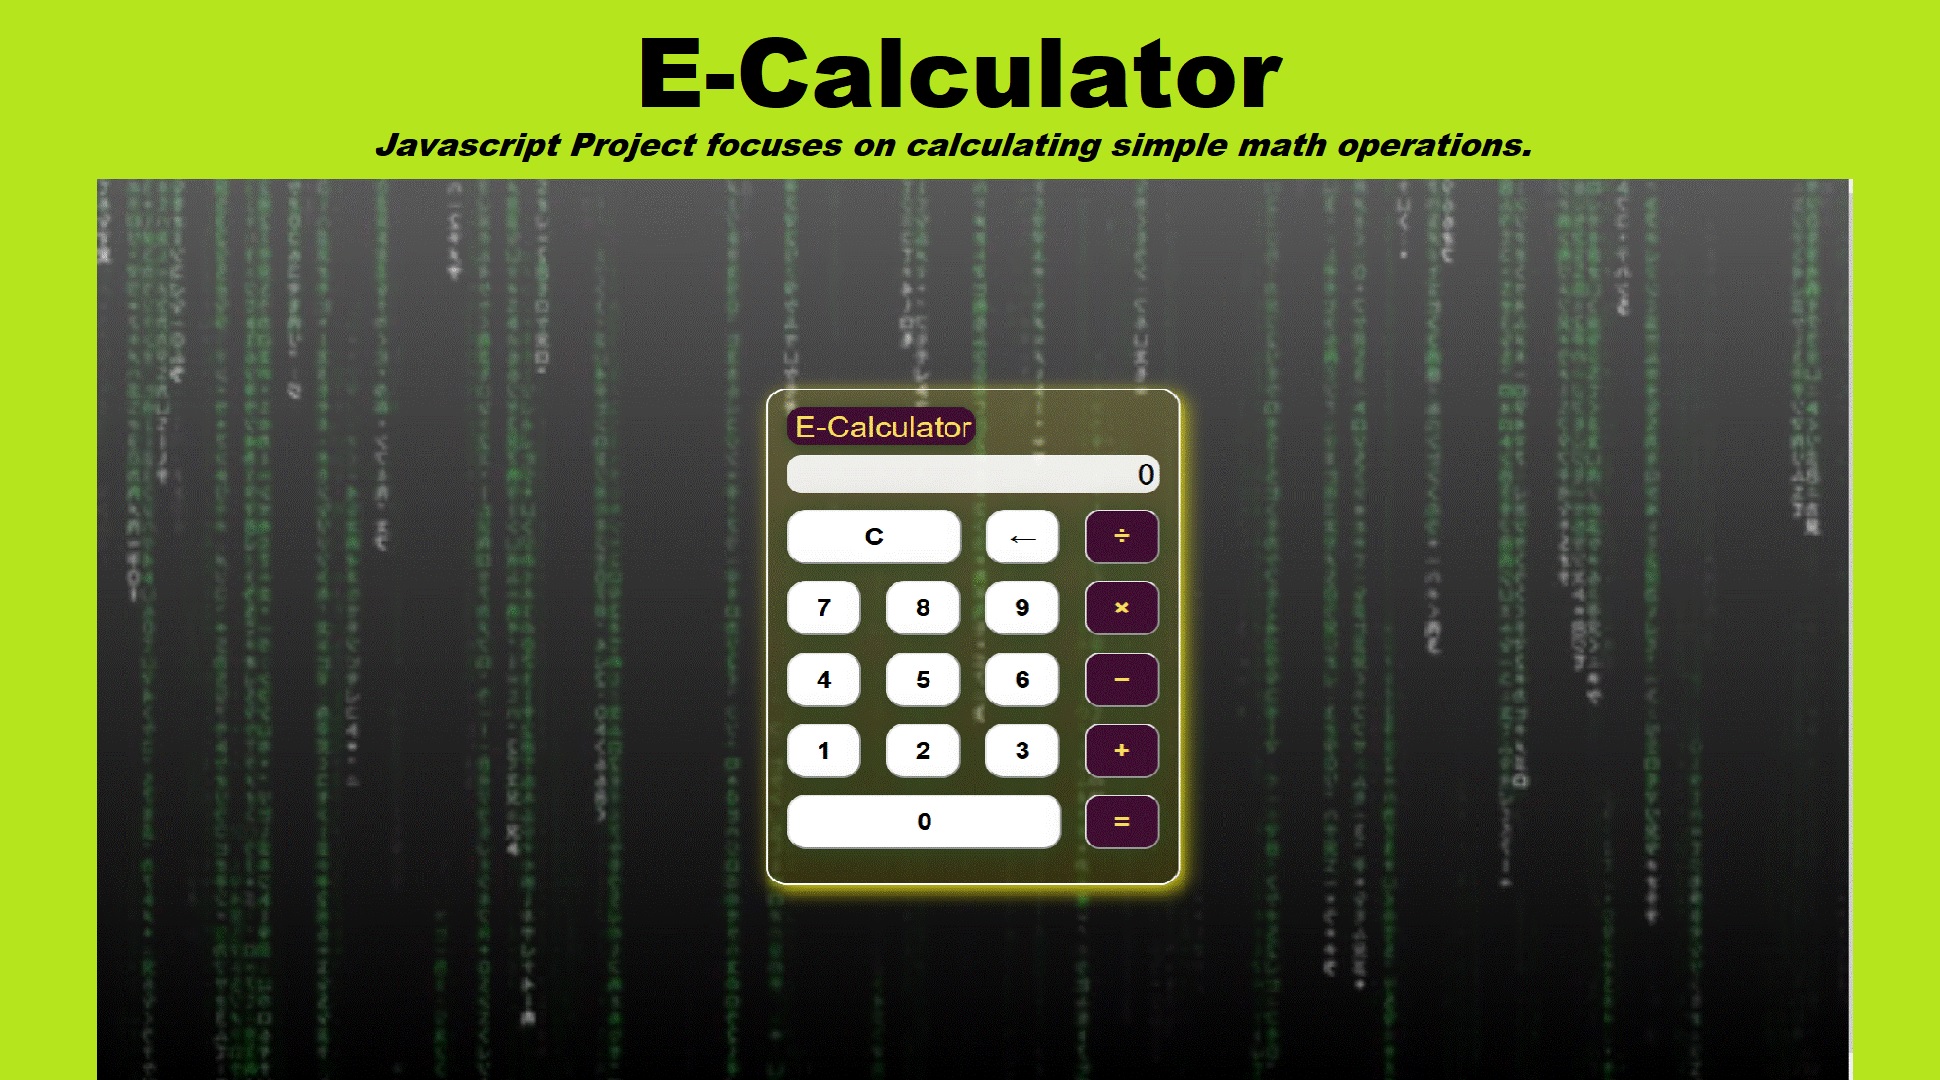 E-Calculator
Javascript Project focuses on calculating simple math operations.
E-Calculator
0
C ← ÷
7 8 9 ×
4 5 6 −
1 2 3 +
0 =